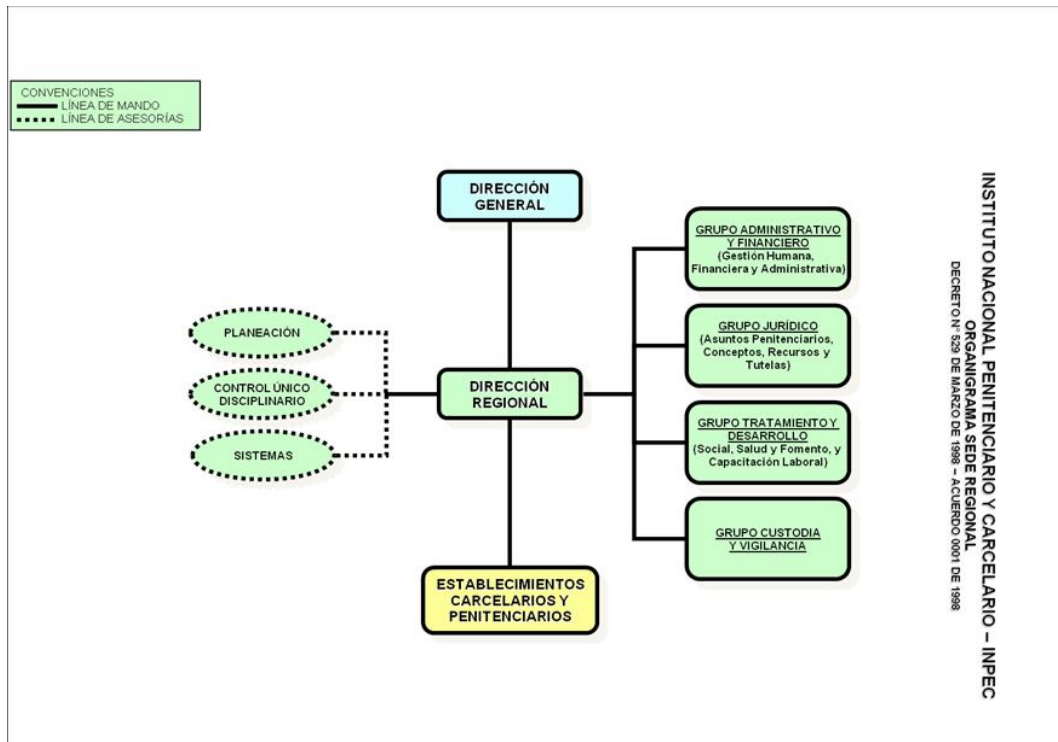 CONVENCIONES
LÍNEA DE MANDO
LÍNEA DE ASESORÍAS
INSTITUTO NACIONAL PENITENCIARIO Y CARCELARIO – INPEC
ORGANIGRAMA SEDE REGIONAL
DECRETO N° 529 DE MARZO DE 1998 – ACUERDO 0001 DE 1998
DIRECCIÓN
GENERAL
PLANEACIÓN
CONTROL ÚNICO
DISCIPLINARIO
SISTEMAS
DIRECCIÓN
REGIONAL
GRUPO ADMINISTRATIVO
Y FINANCIERO
(Gestión Humana,
Financiera y Administrativa)
GRUPO JURÍDICO
(Asuntos Penitenciarios,
Conceptos, Recursos y
Tutelas)
GRUPO TRATAMIENTO Y
DESARROLLO
(Social, Salud y Fomento, y
Capacitación Laboral)
GRUPO CUSTODIA
Y VIGILANCIA
ESTABLECIMIENTOS
CARCELARIOS Y
PENITENCIARIOS